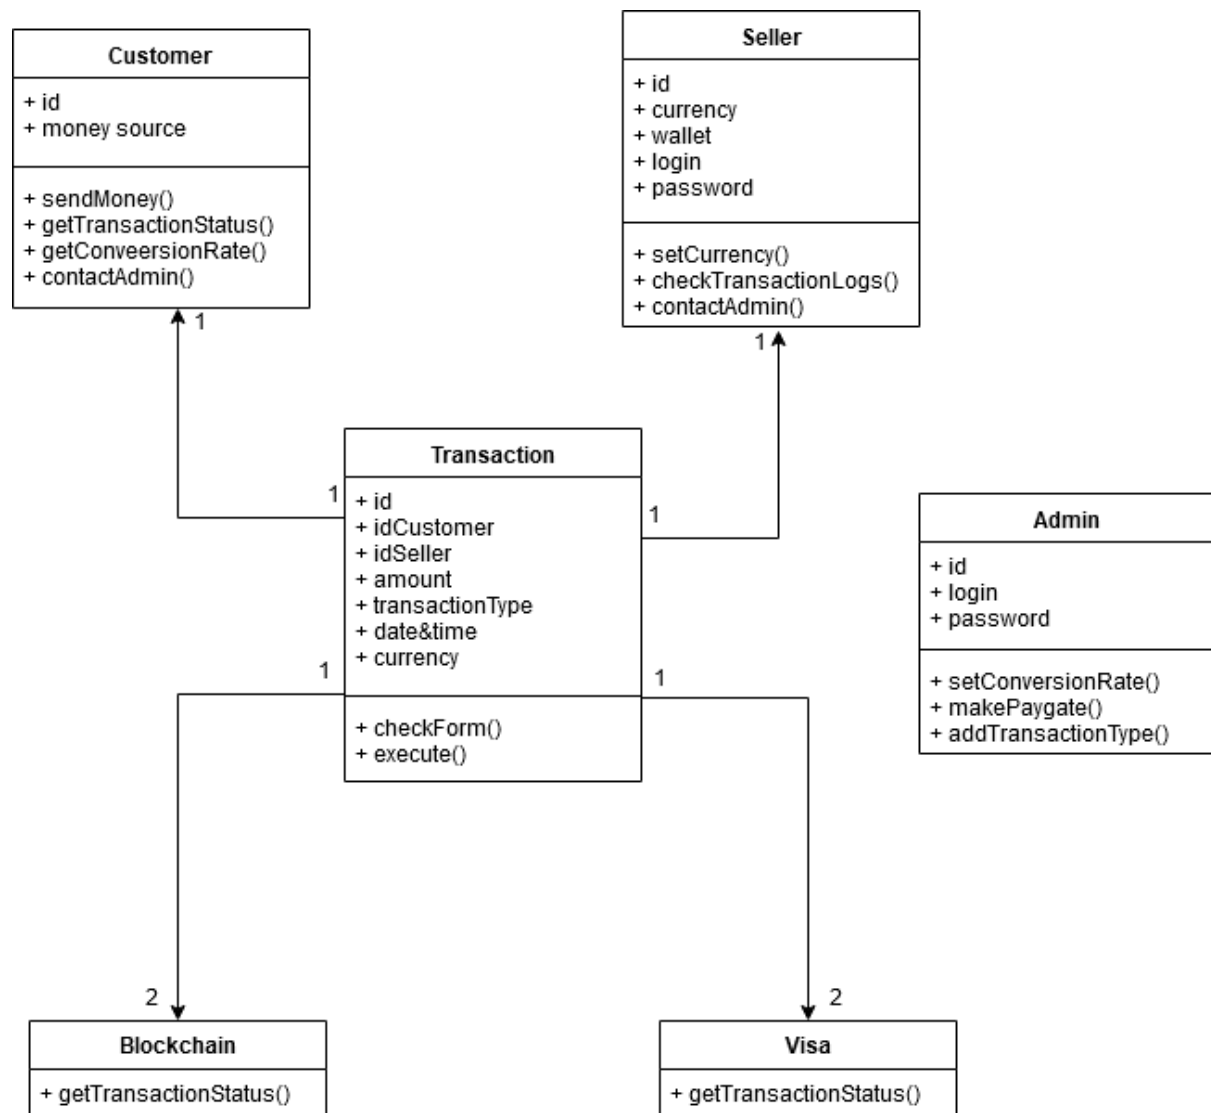 Customer
+ id
+ money source
+ sendMoney()
+ getTransactionStatus()
+ getConveersionRate()
+ contactAdmin()
1
Seller
+ id
+ currency
+ wallet
+ login
+ password
+ setCurrency()
+ checkTransactionLogs()
+ contactAdmin()
1
Transaction
+ id
+ idCustomer
+ idSeller
+ amount
+ transactionType
+ date&time
+ currency
+ checkForm()
+ execute()
1
1
1
1
Admin
+ id
+ login
+ password
+ setConversionRate()
+ makePaygate()
+ addTransactionType()
2
Blockchain
+ getTransactionStatus()
2
Visa
+ getTransactionStatus()